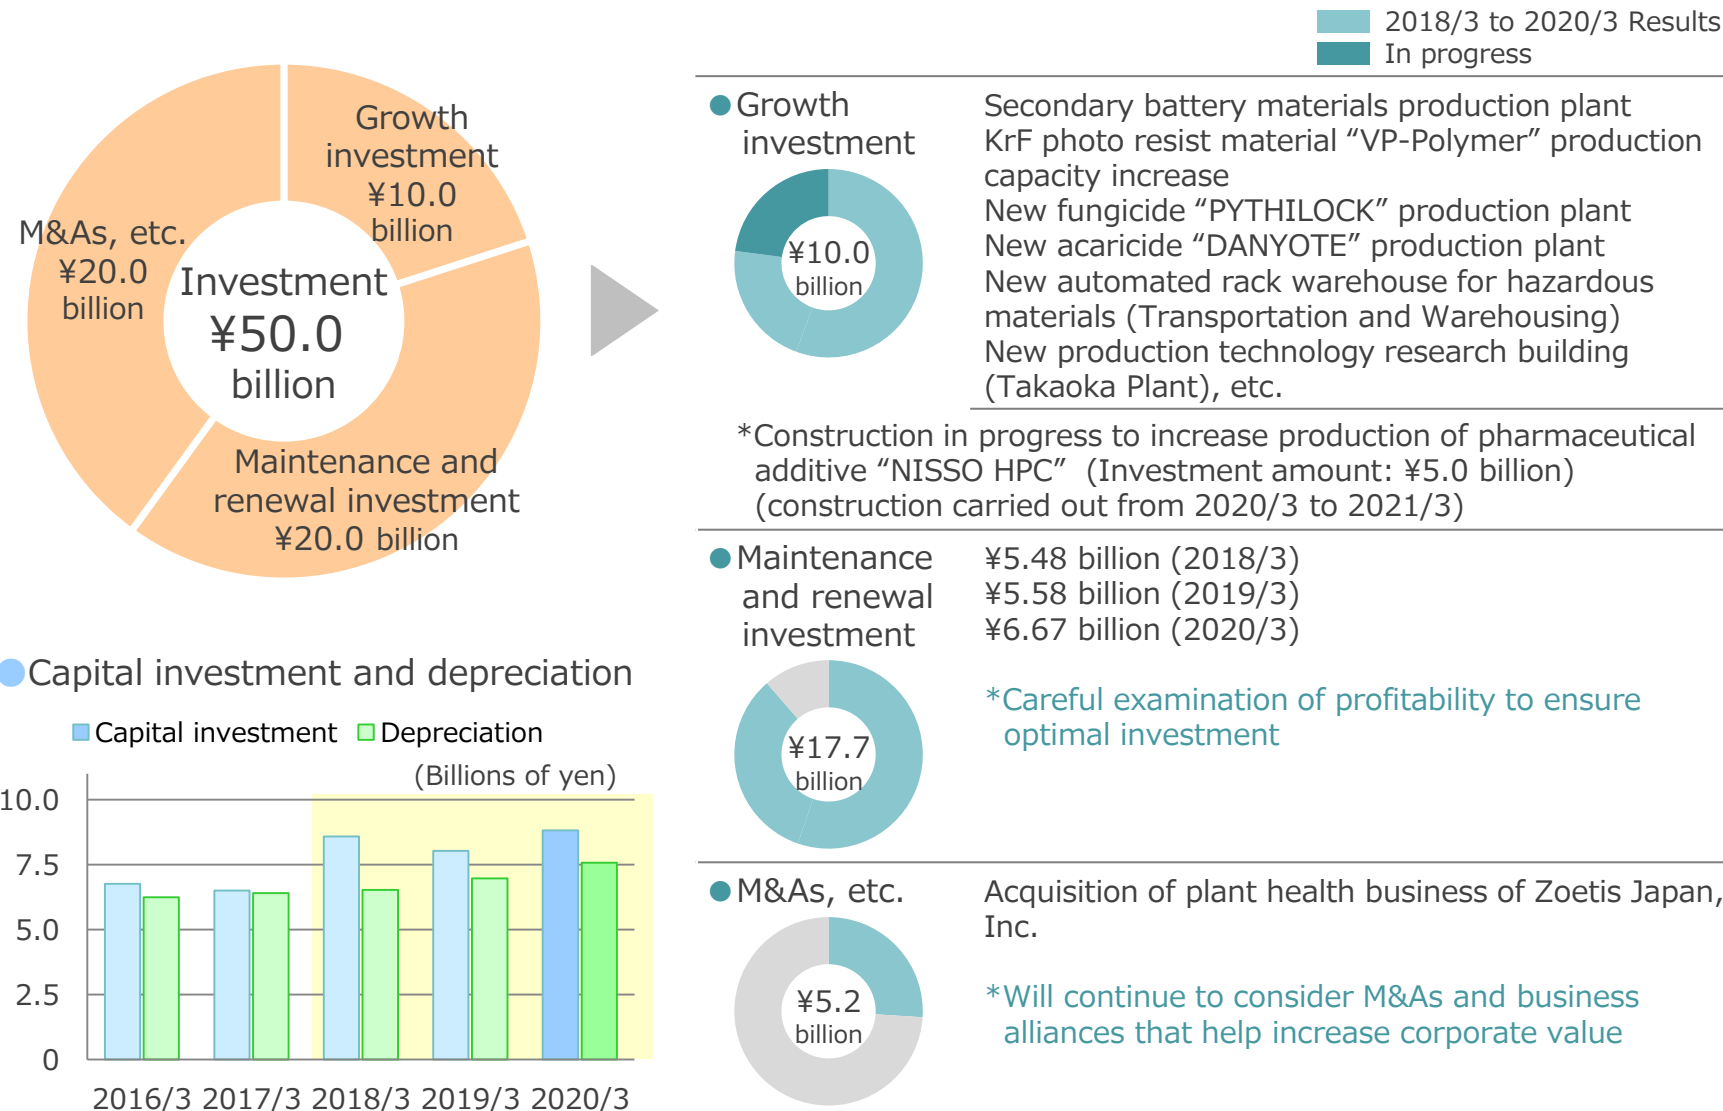 2018/3 to 2020/3 Results
In progress
Growth
investment
¥10.0
billion
M&As, etc.
¥20.0
billion
Investment
¥50.0
billion
Maintenance and
renewal investment
¥20.0 billion
●Growth
investment
¥10.0
billion
Secondary battery materials production plant
KrF photo resist material “VP-Polymer” production
capacity increase
New fungicide “PYTHILOCK” production plant
New acaricide “DANYOTE” production plant
New automated rack warehouse for hazardous
materials (Transportation and Warehousing)
New production technology research building
(Takaoka Plant), etc.
*Construction in progress to increase production of pharmaceutical
additive “NISSO HPC” (Investment amount: ¥5.0 billion)
(construction carried out from 2020/3 to 2021/3)
●Maintenance
and renewal
investment
¥17.7
billion
¥5.48 billion (2018/3)
¥5.58 billion (2019/3)
¥6.67 billion (2020/3)
*Careful examination of profitability to ensure
optimal investment
●M&As, etc.
¥5.2
billion
Acquisition of plant health business of Zoetis Japan,
Inc.
*Will continue to consider M&As and business
alliances that help increase corporate value
●Capital investment and depreciation
Capital investment
Depreciation
(Billions of yen)
10.0
7.5
5.0
2.5
0
2016/3 2017/3 2018/3 2019/3 2020/3